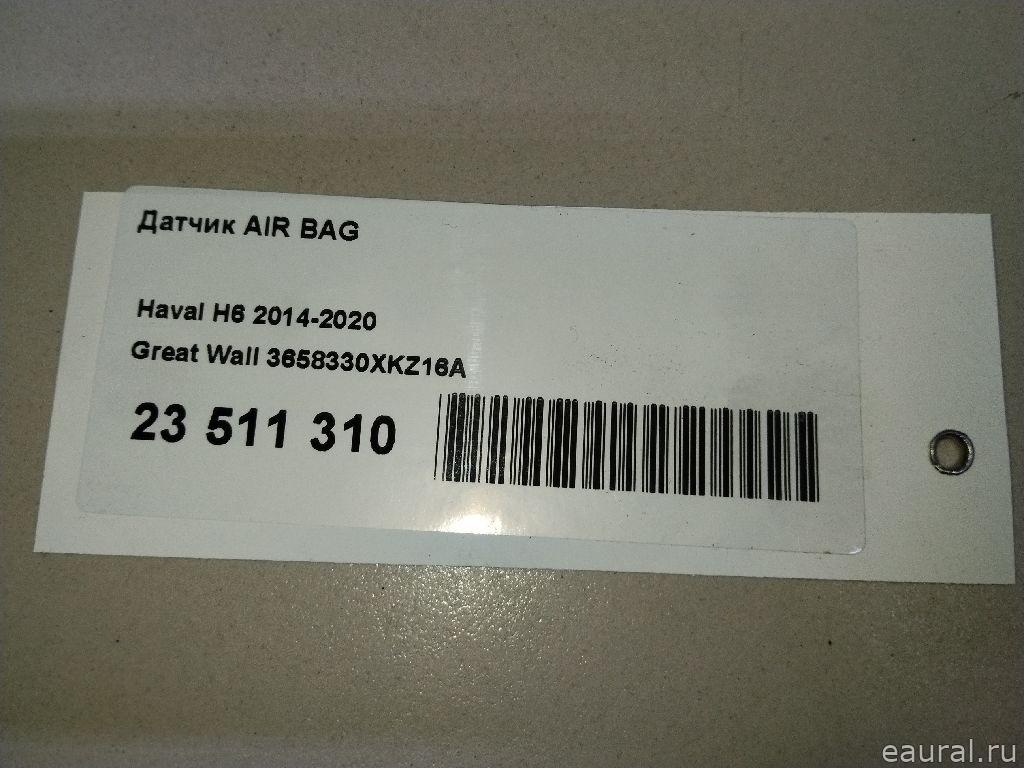 Датчик AIR BAG
Haval H6 2014-2020
Great Wall 3658330XKZ16A
23 511 310
eaural.ru